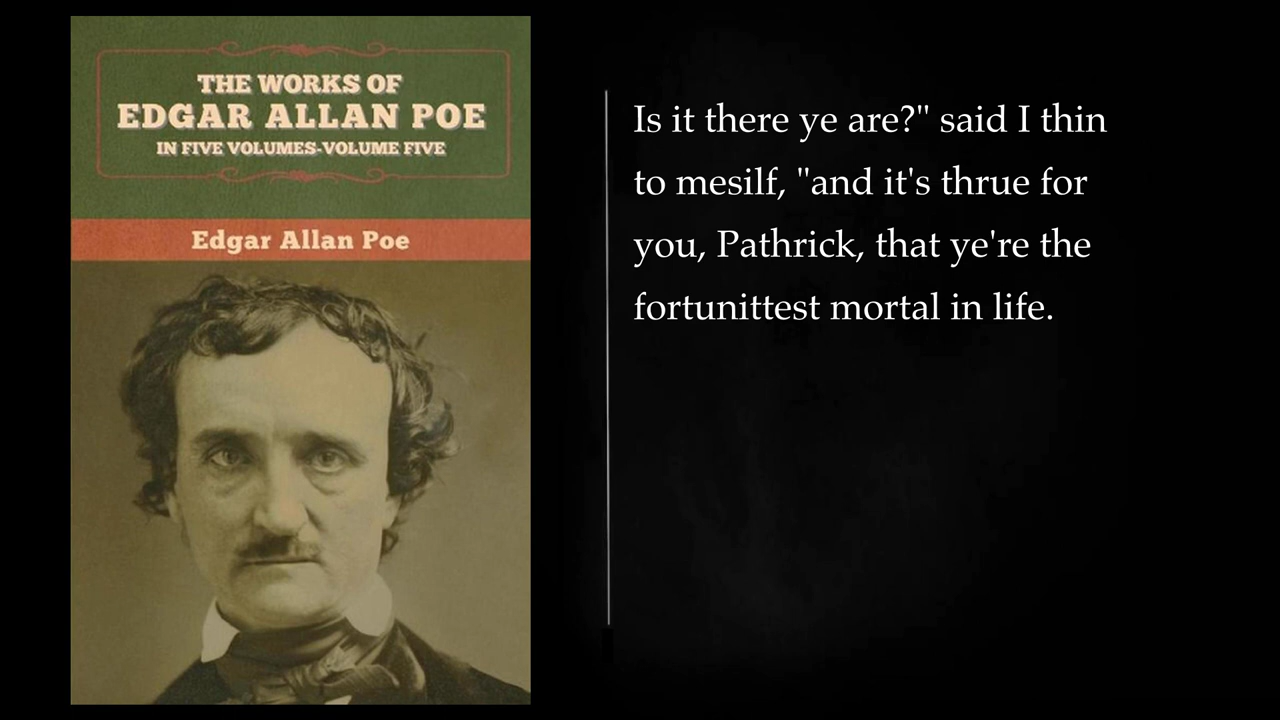 THE WORKS OF
EDGAR ALLAN POE
IN FIVE VOLUMES-VOLUME FIVE
Edgar Allan Poe
Is it there ye are?" said I thin
to mesilf, "and it's thrue for
you, Pathrick, that ye're the
fortunittest mortal in life.